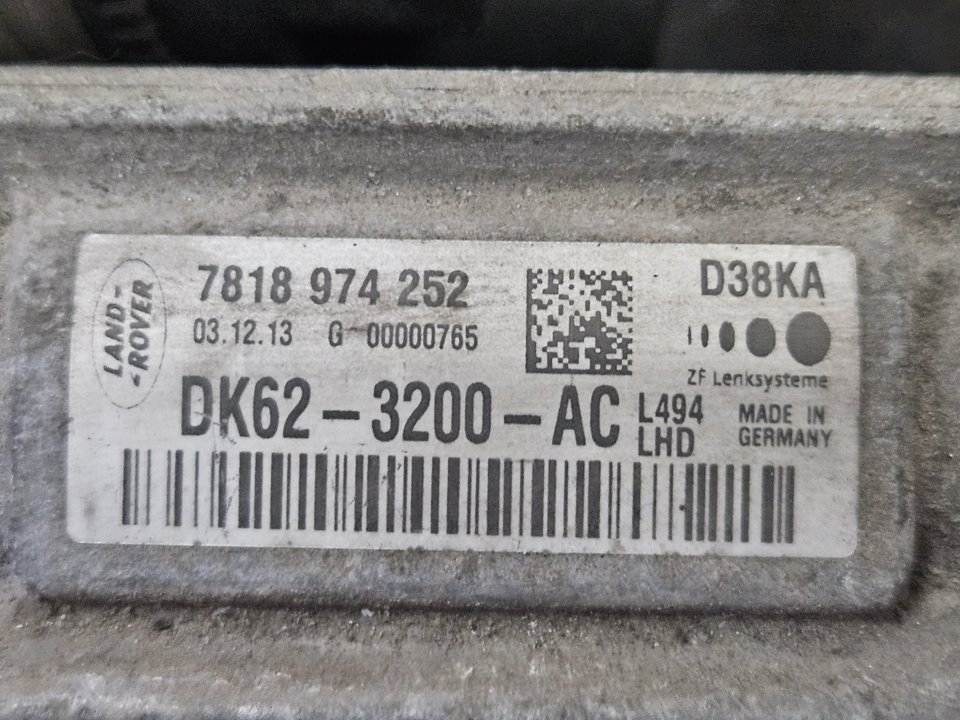 LAND-
-ROVER
7818 974 252
03.12.13 G 00000765
DK62-3200-AC
L494
LHD
D38KA
ZF Lenksysteme
MADE IN
GERMANY